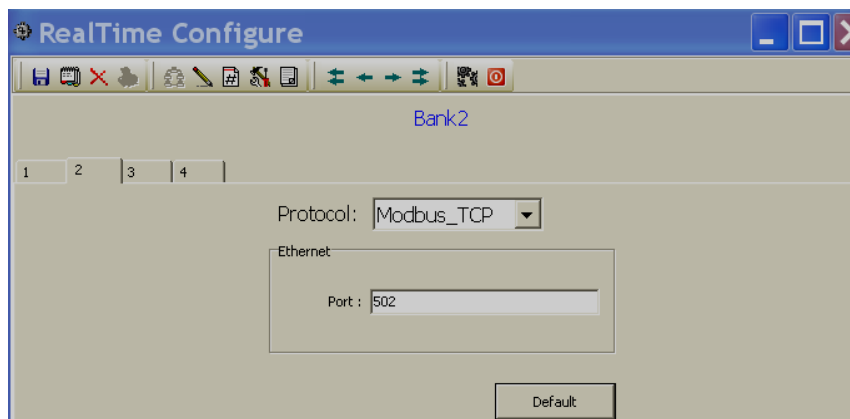 RealTime Configure
Bank2
1 2 3 4
Protocol: Modbus_TCP
Ethernet
Port : 502
Default